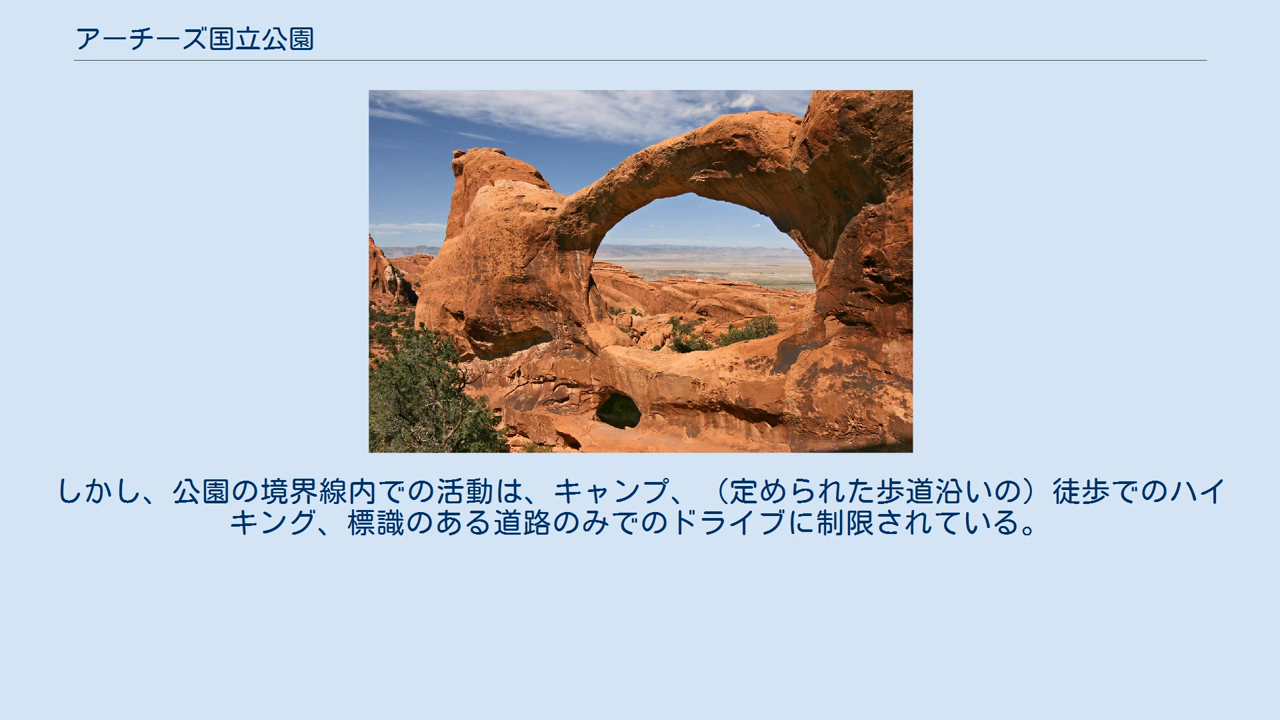 アーチーズ国立公園
しかし、公園の境界線内での活動は、キャンプ、（定められた歩道沿いの）徒歩でのハイ
キング、標識のある道路のみでのドライブに制限されている。